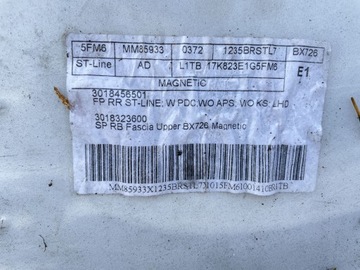 5FM6 MM85933 0372 1235BRSTL7 BX726
ST-Line AD L1TB 17K823E1G5FM6 E1
MAGNETIC
3018456501
FP RR ST-LINE; W PDC,WO APS, WO KS, LH0
3018323600
SP RB Fascia Upper BX726 Magnetic